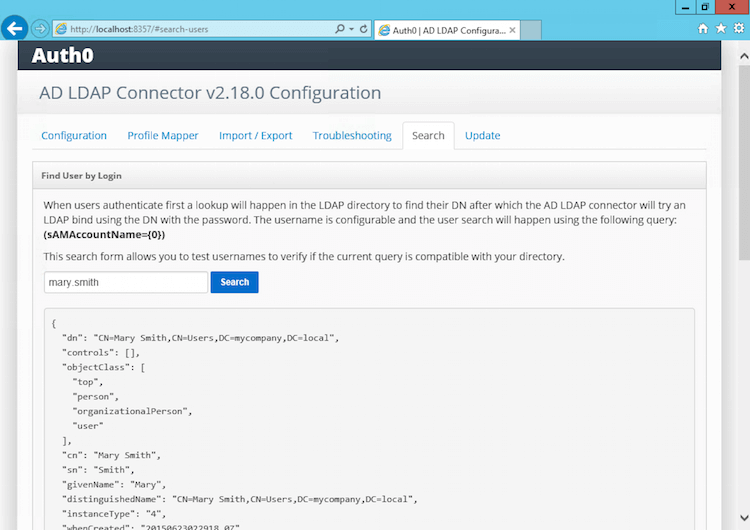 http://localhost:8357/#search-users
Auth0 | AD LDAP Configura...
Auth0
AD LDAP Connector v2.18.0 Configuration
Configuration Profile Mapper Import / Export Troubleshooting Search Update
Find User by Login
When users authenticate first a lookup will happen in the LDAP directory to find their DN after which the AD LDAP connector will try an
LDAP bind using the DN with the password. The username is configurable and the user search will happen using the following query:
(sAMAccountName={0})
This search form allows you to test usernames to verify if the current query is compatible with your directory.
mary.smith Search
{
"dn": "CN=Mary Smith,CN=Users,DC=mycompany,DC=local",
"controls": [],
"objectClass": [
"top",
"person",
"organizationalPerson",
"user"
],
"cn": "Mary Smith",
"sn": "Smith",
"givenName": "Mary",
"distinguishedName": "CN=Mary Smith,CN=Users,DC=mycompany,DC=local",
"instanceType": "4",
"whenCreated": "20150623022918.0Z"